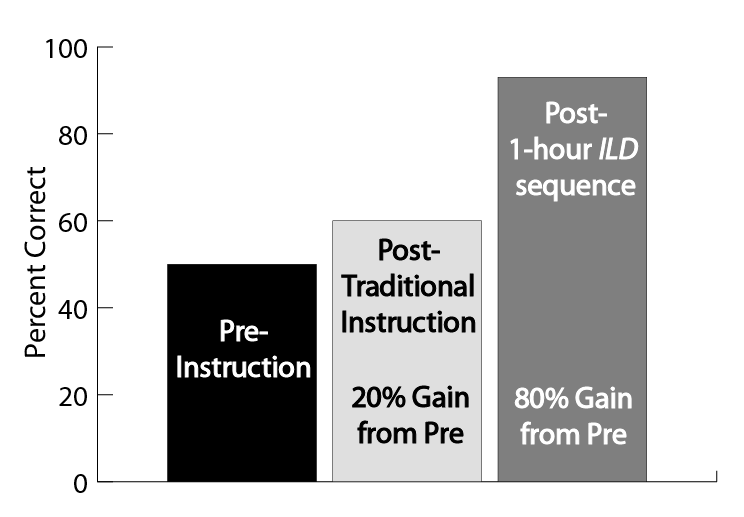 100
80
60
40
20
0
Percent Correct
Pre-
Instruction
Post-
Traditional
Instruction
20% Gain
from Pre
Post-
1-hour ILD
sequence
80% Gain
from Pre